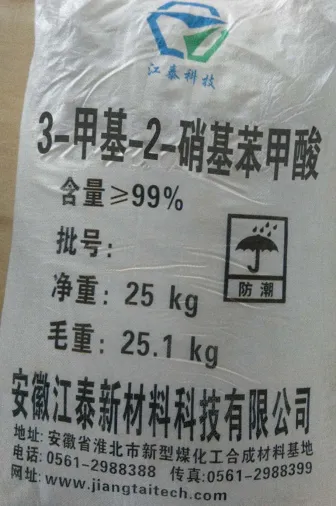 江泰科技
3-甲基-2-硝基苯甲酸
含量≥99%
批号:
净重: 25 kg
防潮
毛重: 25.1 kg
安徽江泰新材料科技有限公司
地址: 安徽省淮北市新型煤化工合成材料基地
电话: 0561-2988388 传真: 0561-2988399
网址: www.jiangtaitech.com